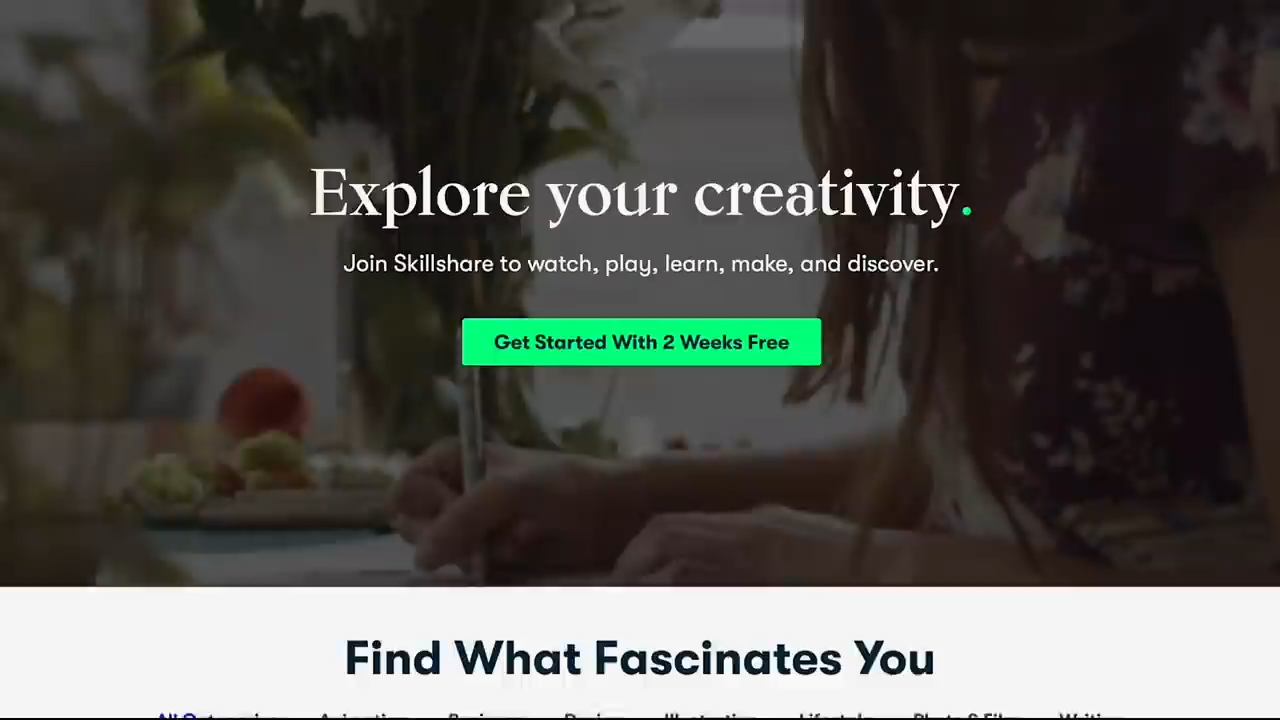 Explore your creativity.
Join Skillshare to watch, play, learn, make, and discover.
Get Started With 2 Weeks Free
Find What Fascinates You